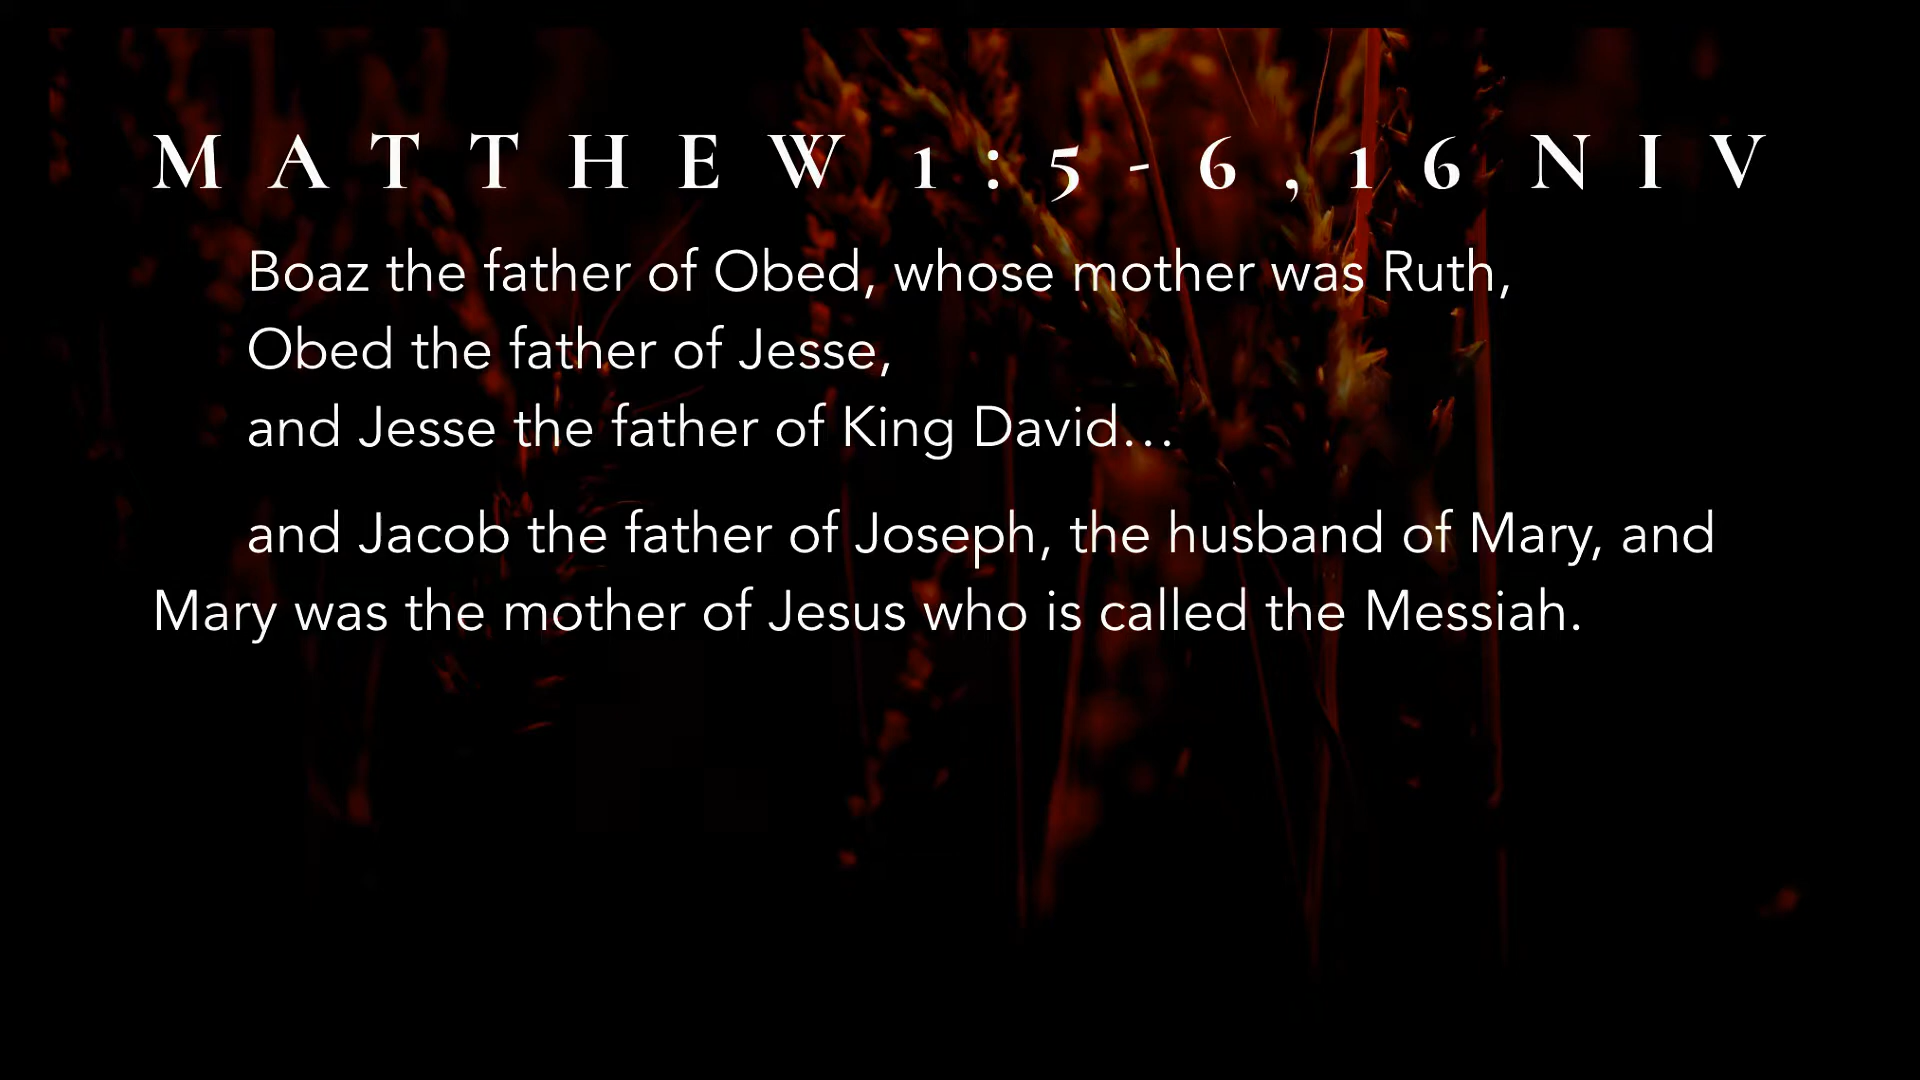 MATTHEW 1:5-6,16 NIV
Boaz the father of Obed, whose mother was Ruth,
Obed the father of Jesse,
and Jesse the father of King David…
and Jacob the father of Joseph, the husband of Mary, and
Mary was the mother of Jesus who is called the Messiah.